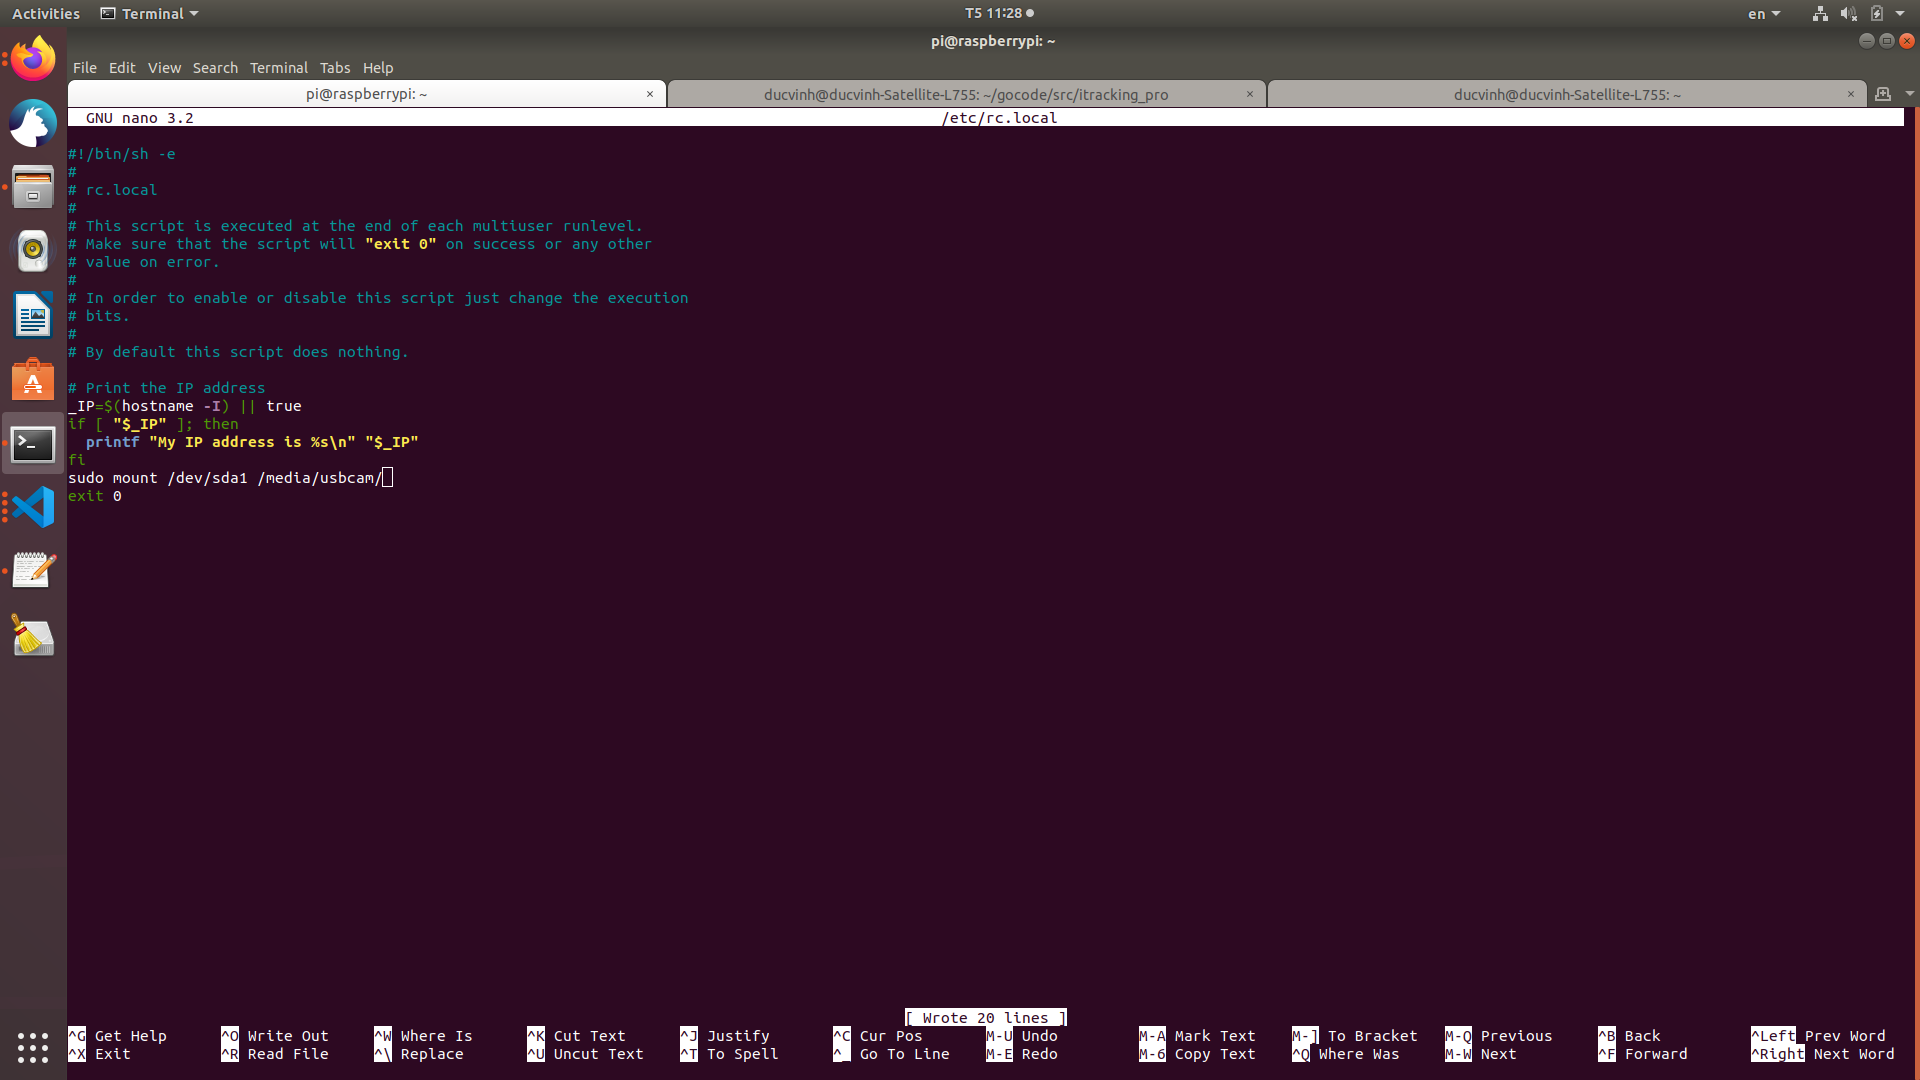 Activities Terminal T5 11:28 en
pi@raspberrypi: ~
File Edit View Search Terminal Tabs Help
pi@raspberrypi: ~ × ducvinh@ducvinh-Satellite-L755: ~/gocode/src/itracking_pro × ducvinh@ducvinh-Satellite-L755: ~ ×
GNU nano 3.2 /etc/rc.local
#!/bin/sh -e
#
# rc.local
#
# This script is executed at the end of each multiuser runlevel.
# Make sure that the script will "exit 0" on success or any other
# value on error.
#
# In order to enable or disable this script just change the execution
# bits.
#
# By default this script does nothing.
# Print the IP address
_IP=$(hostname -I) || true
if [ "$_IP" ]; then
  printf "My IP address is %s\n" "$_IP"
fi
sudo mount /dev/sda1 /media/usbcam/
exit 0
[ Wrote 20 lines ]
^G Get Help ^O Write Out ^W Where Is ^K Cut Text ^J Justify ^C Cur Pos M-U Undo M-A Mark Text M-] To Bracket M-Q Previous ^B Back ^Left Prev Word
^X Exit ^R Read File ^\ Replace ^U Uncut Text ^T To Spell ^_ Go To Line M-E Redo M-6 Copy Text ^Q Where Was M-W Next ^F Forward ^Right Next Word